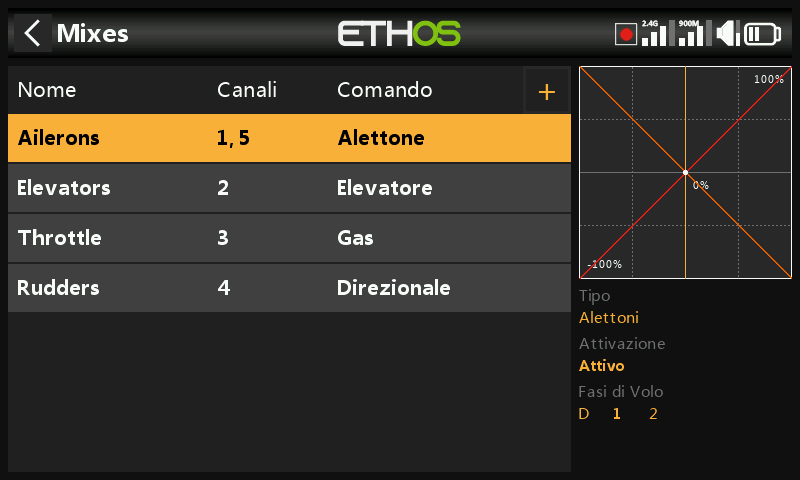 Mixes
ETHOS
2.4G 900M
Nome Canali Comando +
Ailerons 1, 5 Alettone
Elevators 2 Elevatore
Throttle 3 Gas
Rudders 4 Direzionale
100%
0%
-100%
Tipo
Alettoni
Attivazione
Attivo
Fasi di Volo
D 1 2